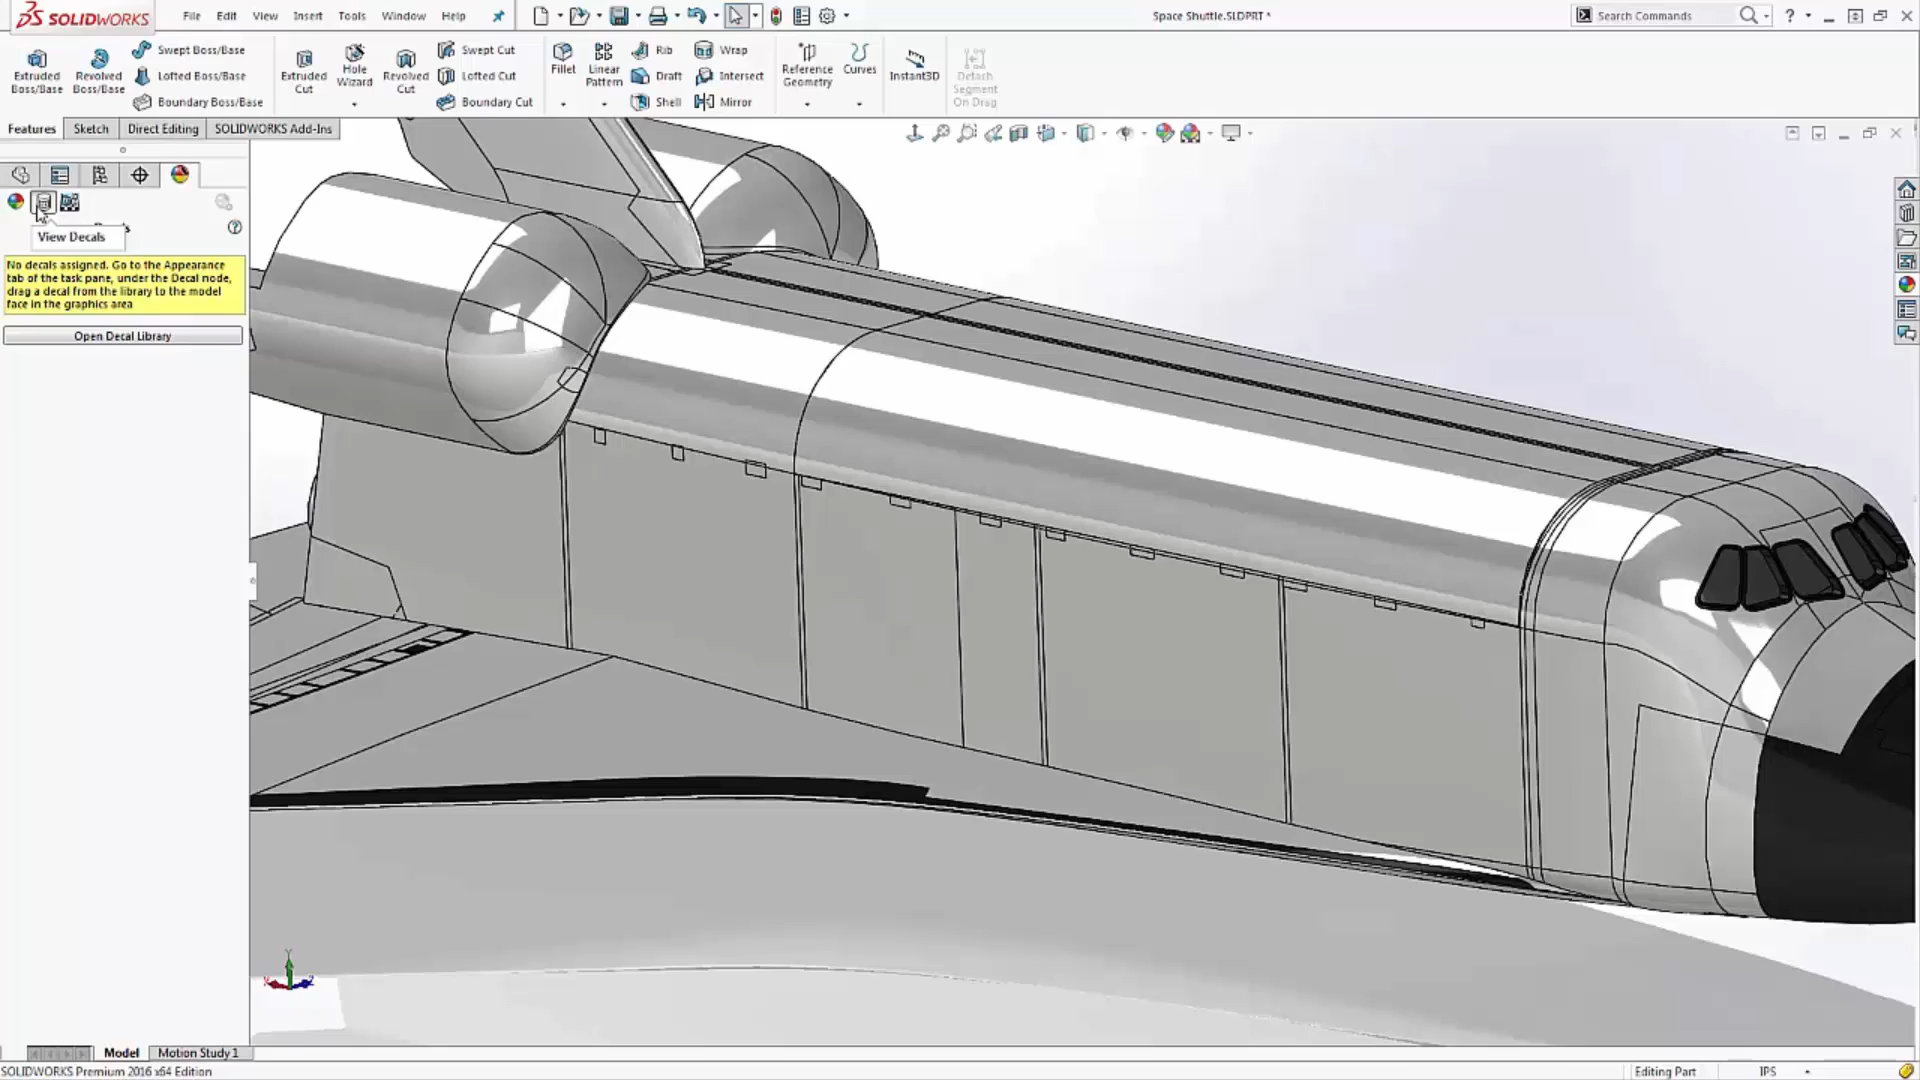 SOLIDWORKS
File Edit View Insert Tools Window Help
Space Shuttle.SLDPRT *
Search Commands
Extruded Boss/Base
Revolved Boss/Base
Swept Boss/Base
Lofted Boss/Base
Boundary Boss/Base
Extruded Cut
Hole Wizard
Revolved Cut
Swept Cut
Lofted Cut
Boundary Cut
Fillet
Linear Pattern
Rib
Draft
Shell
Wrap
Intersect
Mirror
Reference Geometry
Curves
Instant3D
Detach Segment On Drag
Features Sketch Direct Editing SOLIDWORKS Add-Ins
View Decals
No decals assigned. Go to the Appearance
tab of the task pane, under the Decal node,
drag a decal from the library to the model
face in the graphics area
Open Decal Library
Model Motion Study 1
SOLIDWORKS Premium 2016 x64 Edition
Editing Part
IPS